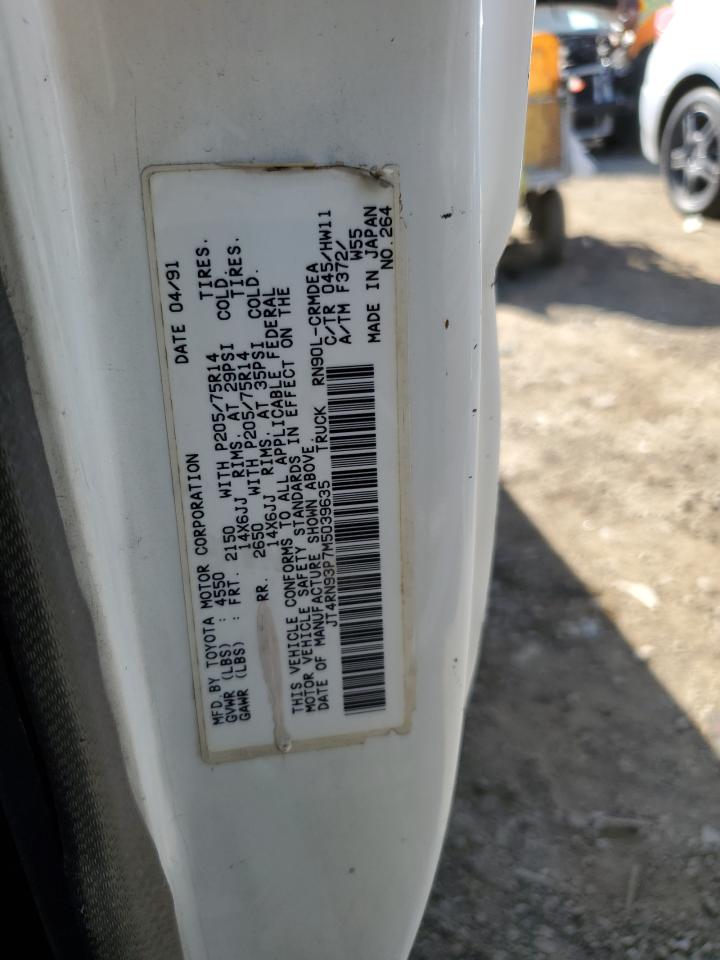 MFD. BY TOYOTA MOTOR CORPORATION DATE 04/91
GVWR (LBS) : 4550
GAWR (LBS) : FRT. 2150 WITH P205/75R14 TIRES.
14X6JJ RIMS. AT 29PSI COLD.
RR. 2650 WITH P205/75R14 TIRES.
14X6JJ RIMS. AT 35PSI COLD.
THIS VEHICLE CONFORMS TO ALL APPLICABLE FEDERAL
MOTOR VEHICLE SAFETY STANDARDS IN EFFECT ON THE
DATE OF MANUFACTURE SHOWN ABOVE.
JT4RN93P7M5039635 TRUCK RN90L-CRMDEA
C/TR 045/HW11
A/TM F372/
W55
MADE IN JAPAN
NO.264